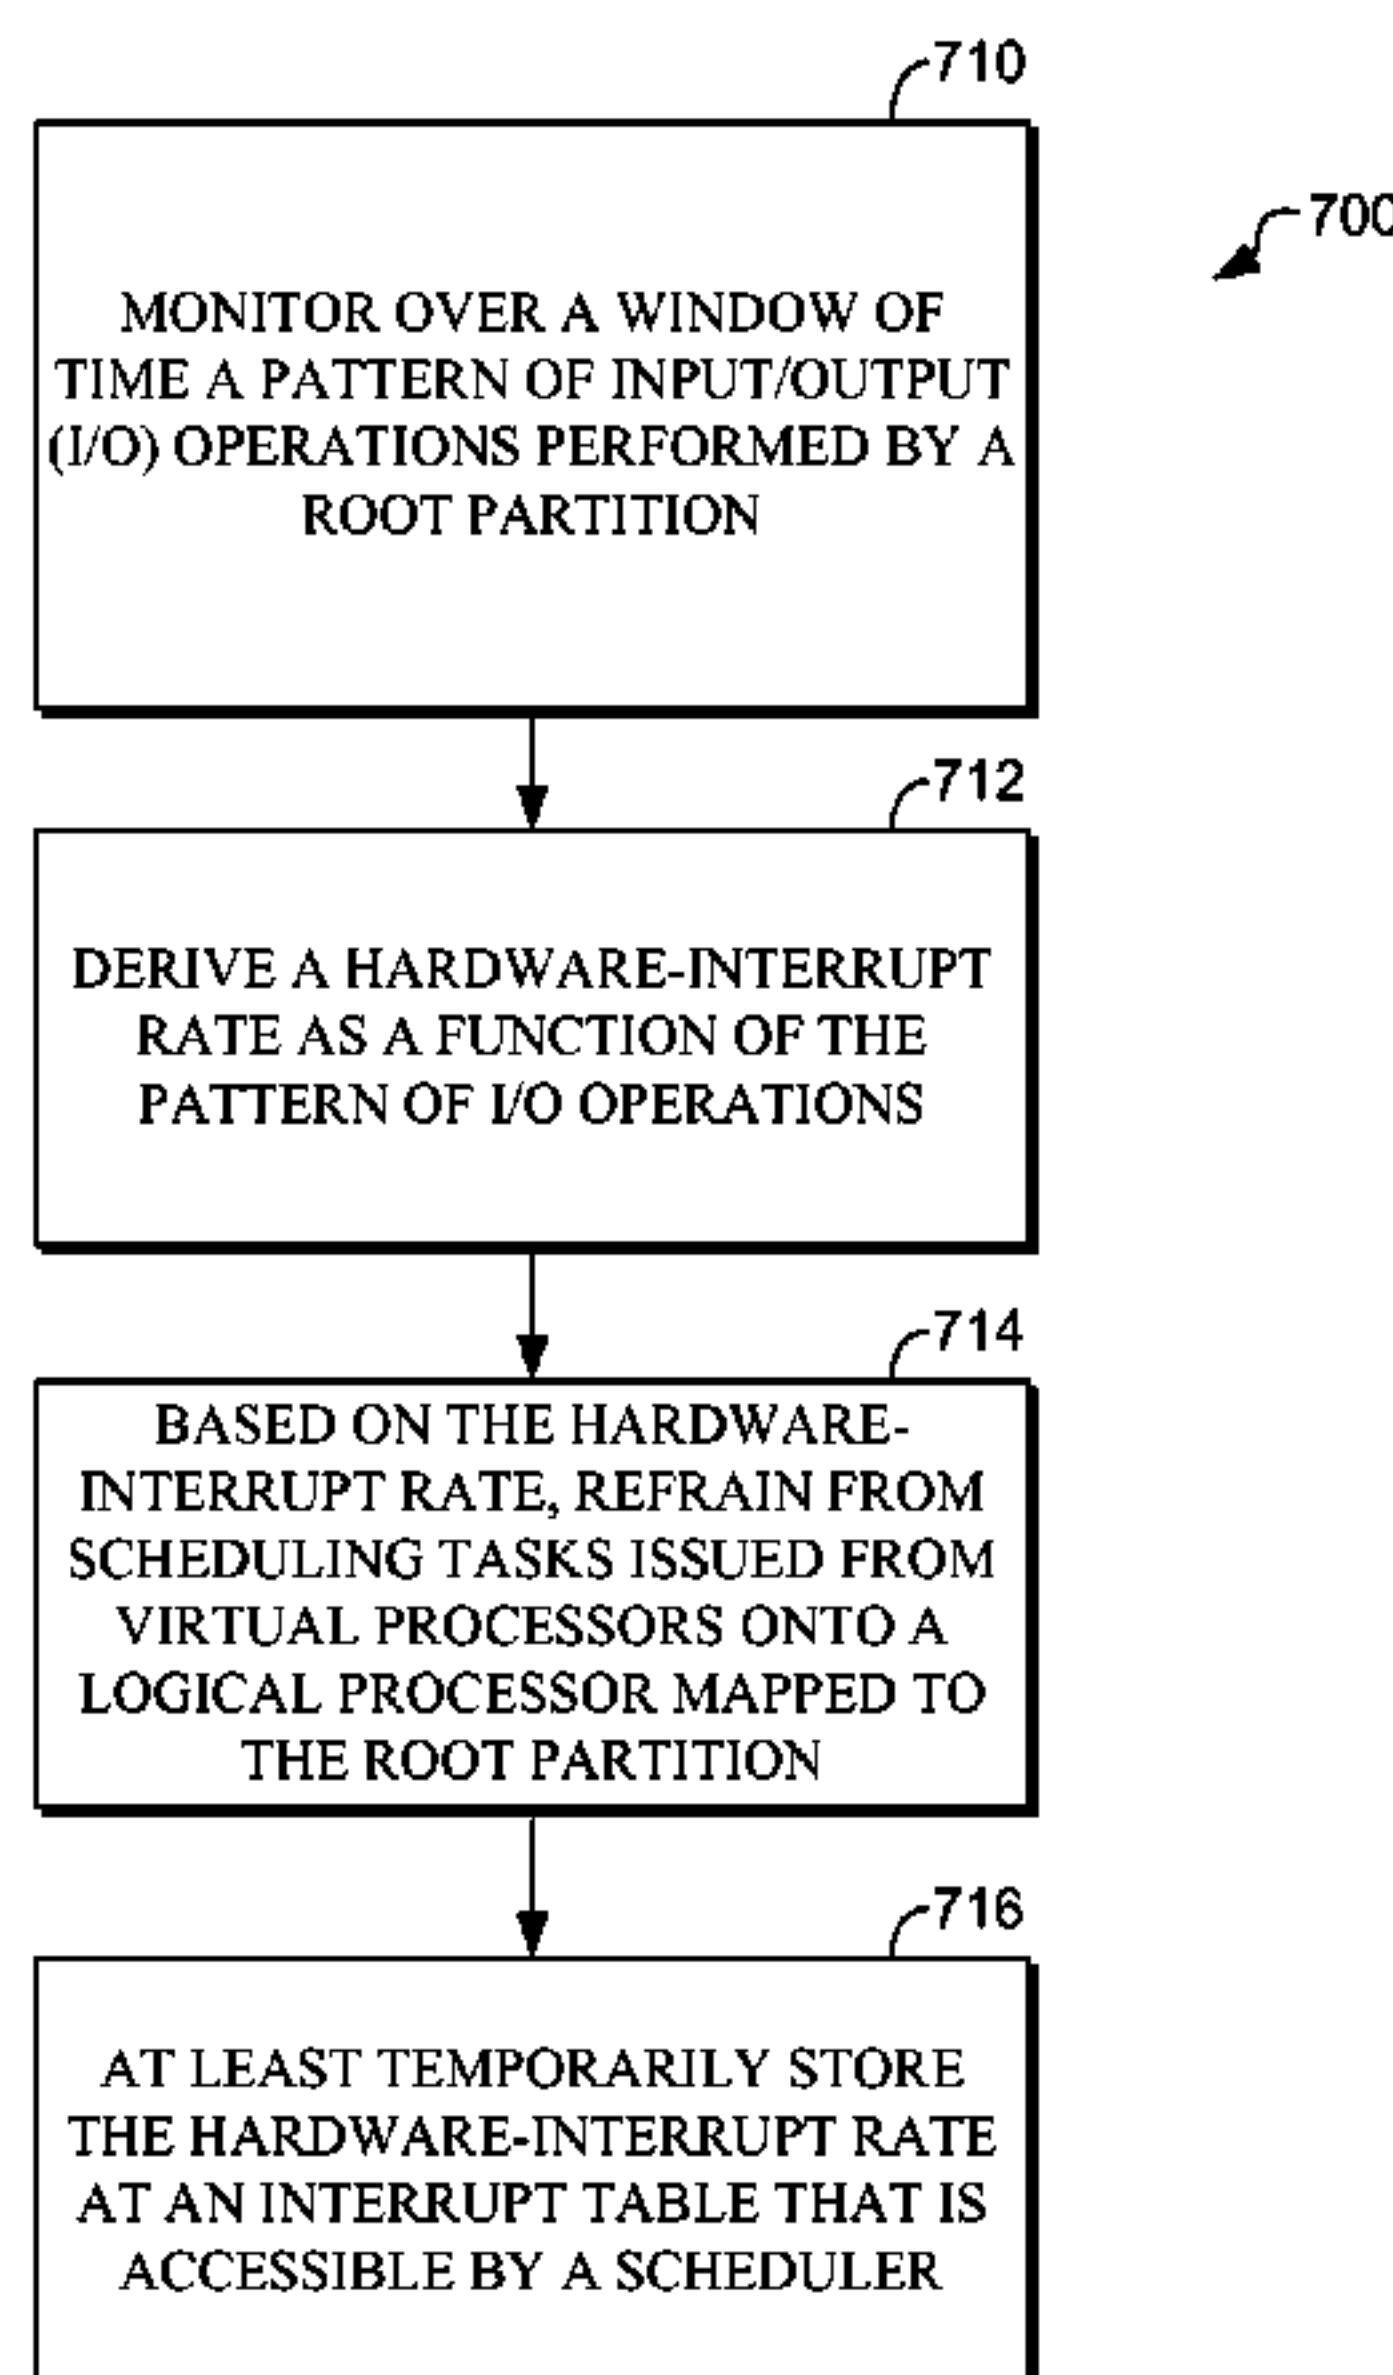 710
700
MONITOR OVER A WINDOW OF
TIME A PATTERN OF INPUT/OUTPUT
(I/O) OPERATIONS PERFORMED BY A
ROOT PARTITION
712
DERIVE A HARDWARE-INTERRUPT
RATE AS A FUNCTION OF THE
PATTERN OF I/O OPERATIONS
714
BASED ON THE HARDWARE-
INTERRUPT RATE, REFRAIN FROM
SCHEDULING TASKS ISSUED FROM
VIRTUAL PROCESSORS ONTO A
LOGICAL PROCESSOR MAPPED TO
THE ROOT PARTITION
716
AT LEAST TEMPORARILY STORE
THE HARDWARE-INTERRUPT RATE
AT AN INTERRUPT TABLE THAT IS
ACCESSIBLE BY A SCHEDULER